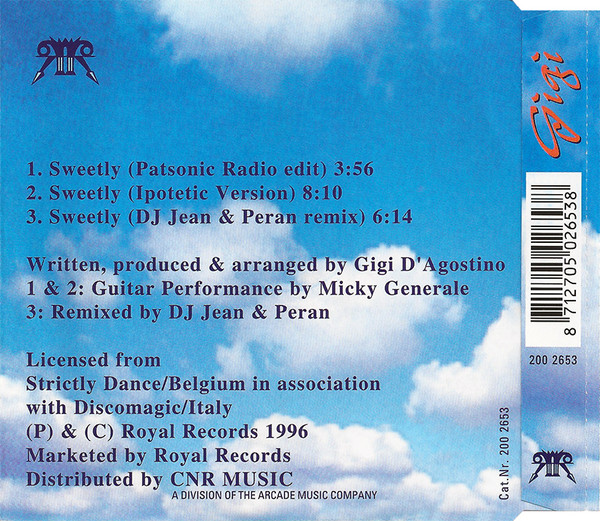 1. Sweetly (Patsonic Radio edit) 3:56
2. Sweetly (Ipotetic Version) 8:10
3. Sweetly (DJ Jean & Peran remix) 6:14
Written, produced & arranged by Gigi D'Agostino
1 & 2: Guitar Performance by Micky Generale
3: Remixed by DJ Jean & Peran
Licensed from
Strictly Dance/Belgium in association
with Discomagic/Italy
(P) & (C) Royal Records 1996
Marketed by Royal Records
Distributed by CNR MUSIC
A DIVISION OF THE ARCADE MUSIC COMPANY
Gigi
8 712705 026538
200 2653
Cat.Nr. 200 2653